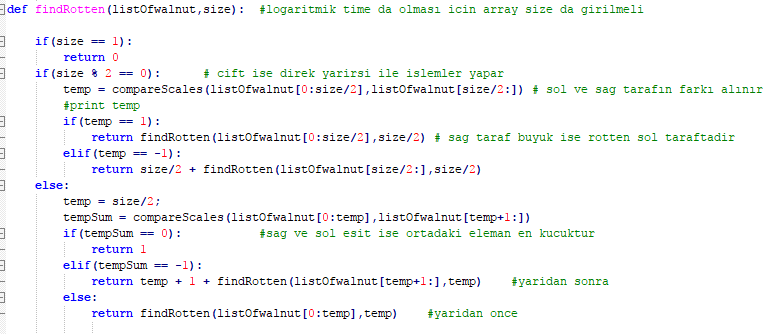 def findRotten(listOfwalnut,size):  #logaritmik time da olması icin array size da girilmeli
    if(size == 1):
        return 0
    if(size % 2 == 0):      # cift ise direk yarirsi ile islemler yapar
        temp = compareScales(listOfwalnut[0:size/2],listOfwalnut[size/2:]) # sol ve sag tarafın farkı alınır
        #print temp
        if(temp == 1):
            return findRotten(listOfwalnut[0:size/2],size/2) # sag taraf buyuk ise rotten sol taraftadir
        elif(temp == -1):
            return size/2 + findRotten(listOfwalnut[size/2:],size/2)
    else:
        temp = size/2;
        tempSum = compareScales(listOfwalnut[0:temp],listOfwalnut[temp+1:])
        if(tempSum == 0):           #sag ve sol esit ise ortadaki eleman en kucuktur
            return 1
        elif(tempSum == -1):
            return temp + 1 + findRotten(listOfwalnut[temp+1:],temp)    #yaridan sonra
        else:
            return findRotten(listOfwalnut[0:temp],temp)    #yaridan once